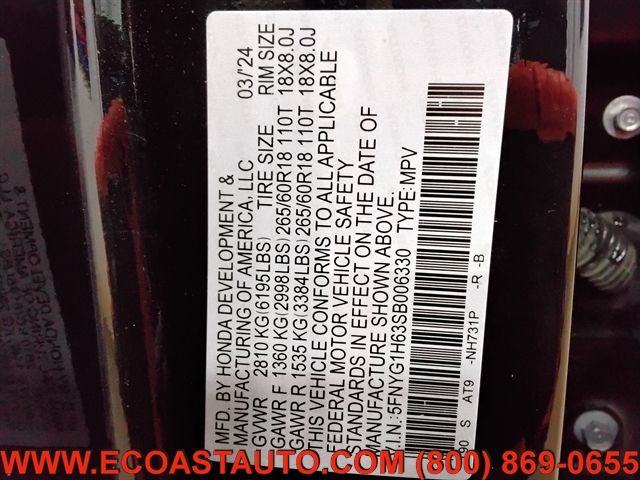 MFD. BY HONDA DEVELOPMENT &
MANUFACTURING OF AMERICA, LLC 03/'24
GVWR 2810 KG(6195LBS) TIRE SIZE RIM SIZE
GAWR F 1360 KG(2998LBS)265/60R18 110T 18X8.0J
GAWR R 1535 KG(3384LBS)265/60R18 110T 18X8.0J
THIS VEHICLE CONFORMS TO ALL APPLICABLE
FEDERAL MOTOR VEHICLE SAFETY
STANDARDS IN EFFECT ON THE DATE OF
MANUFACTURE SHOWN ABOVE.
V.I.N.: 5FNYG1H63SB006330 TYPE: MPV
S AT9 -NH731P -R -B
WWW.ECOASTAUTO.COM (800) 869-0655